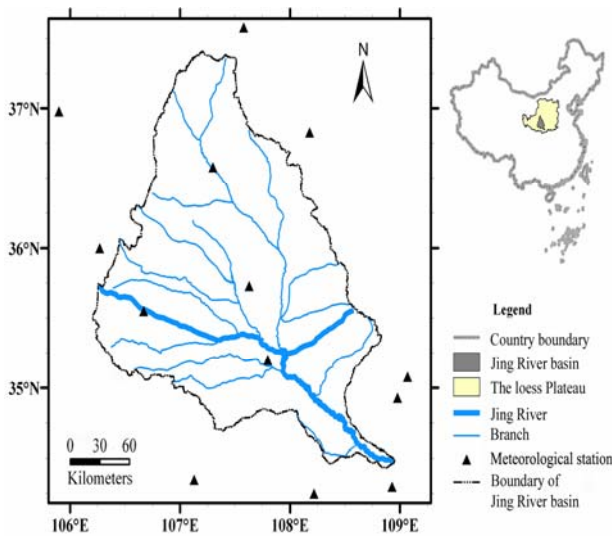 N
37°N
36°N
35°N
0 30 60
Kilometers
106°E
107°E
108°E
109°E
Legend
Country boundary
Jing River basin
The loess Plateau
Jing River
Branch
Meteorological station
Boundary of
Jing River basin